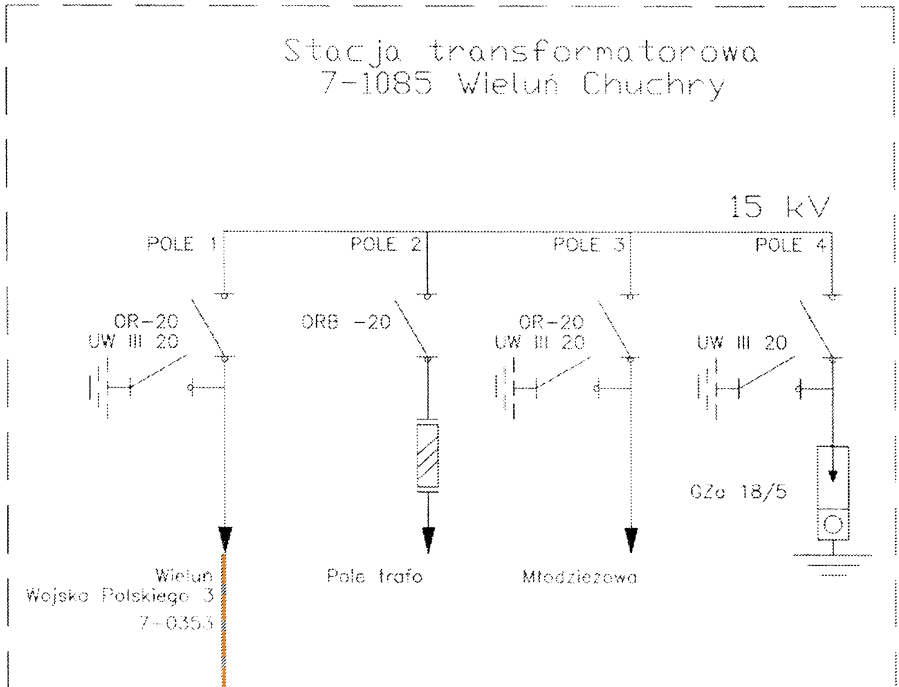 Stacja transformatorowa
7-1085 Wieluń Chuchry
15 kV
POLE 1
POLE 2
POLE 3
POLE 4
OR-20
UW III 20
ORB -20
OR-20
UW III 20
UW III 20
GZa 18/5
Wieluń
Wojska Polskiego 3
7-0353
Pole trafo
Młodzieżowa